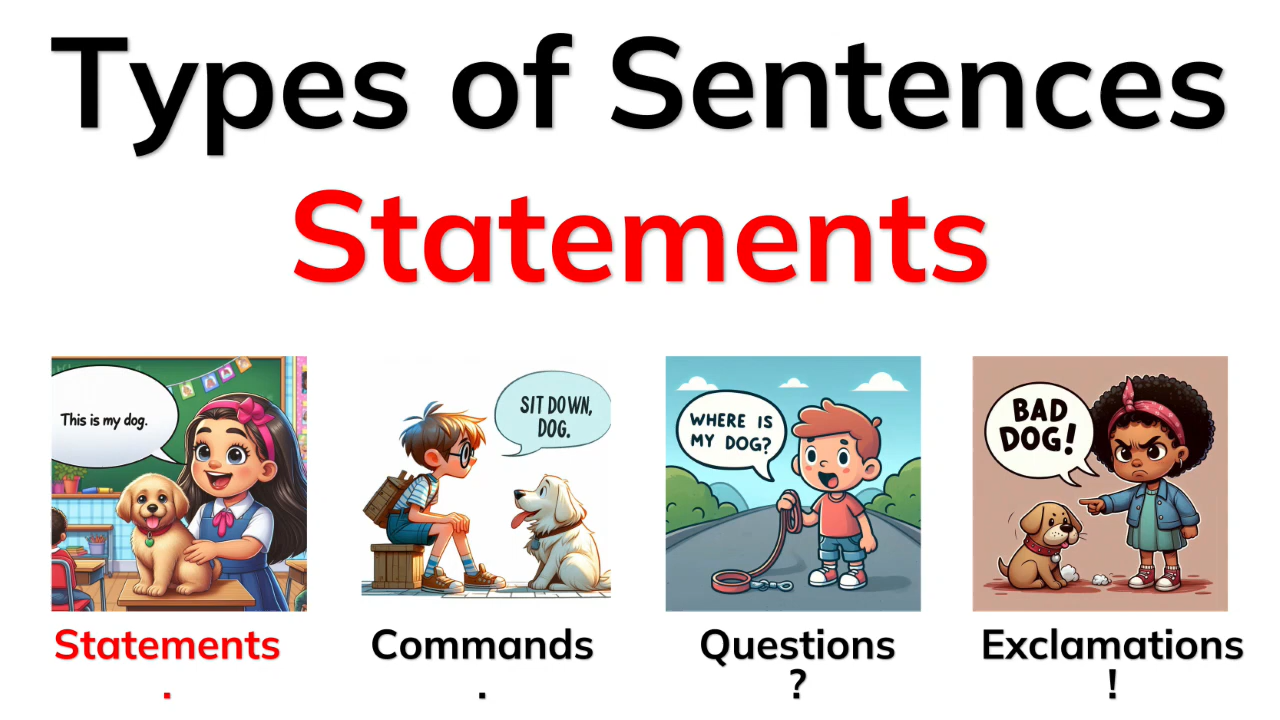 Types of Sentences
Statements
This is my dog.
SIT DOWN,
DOG.
WHERE IS
MY DOG?
BAD
DOG!
Statements
.
Commands
.
Questions
?
Exclamations
!